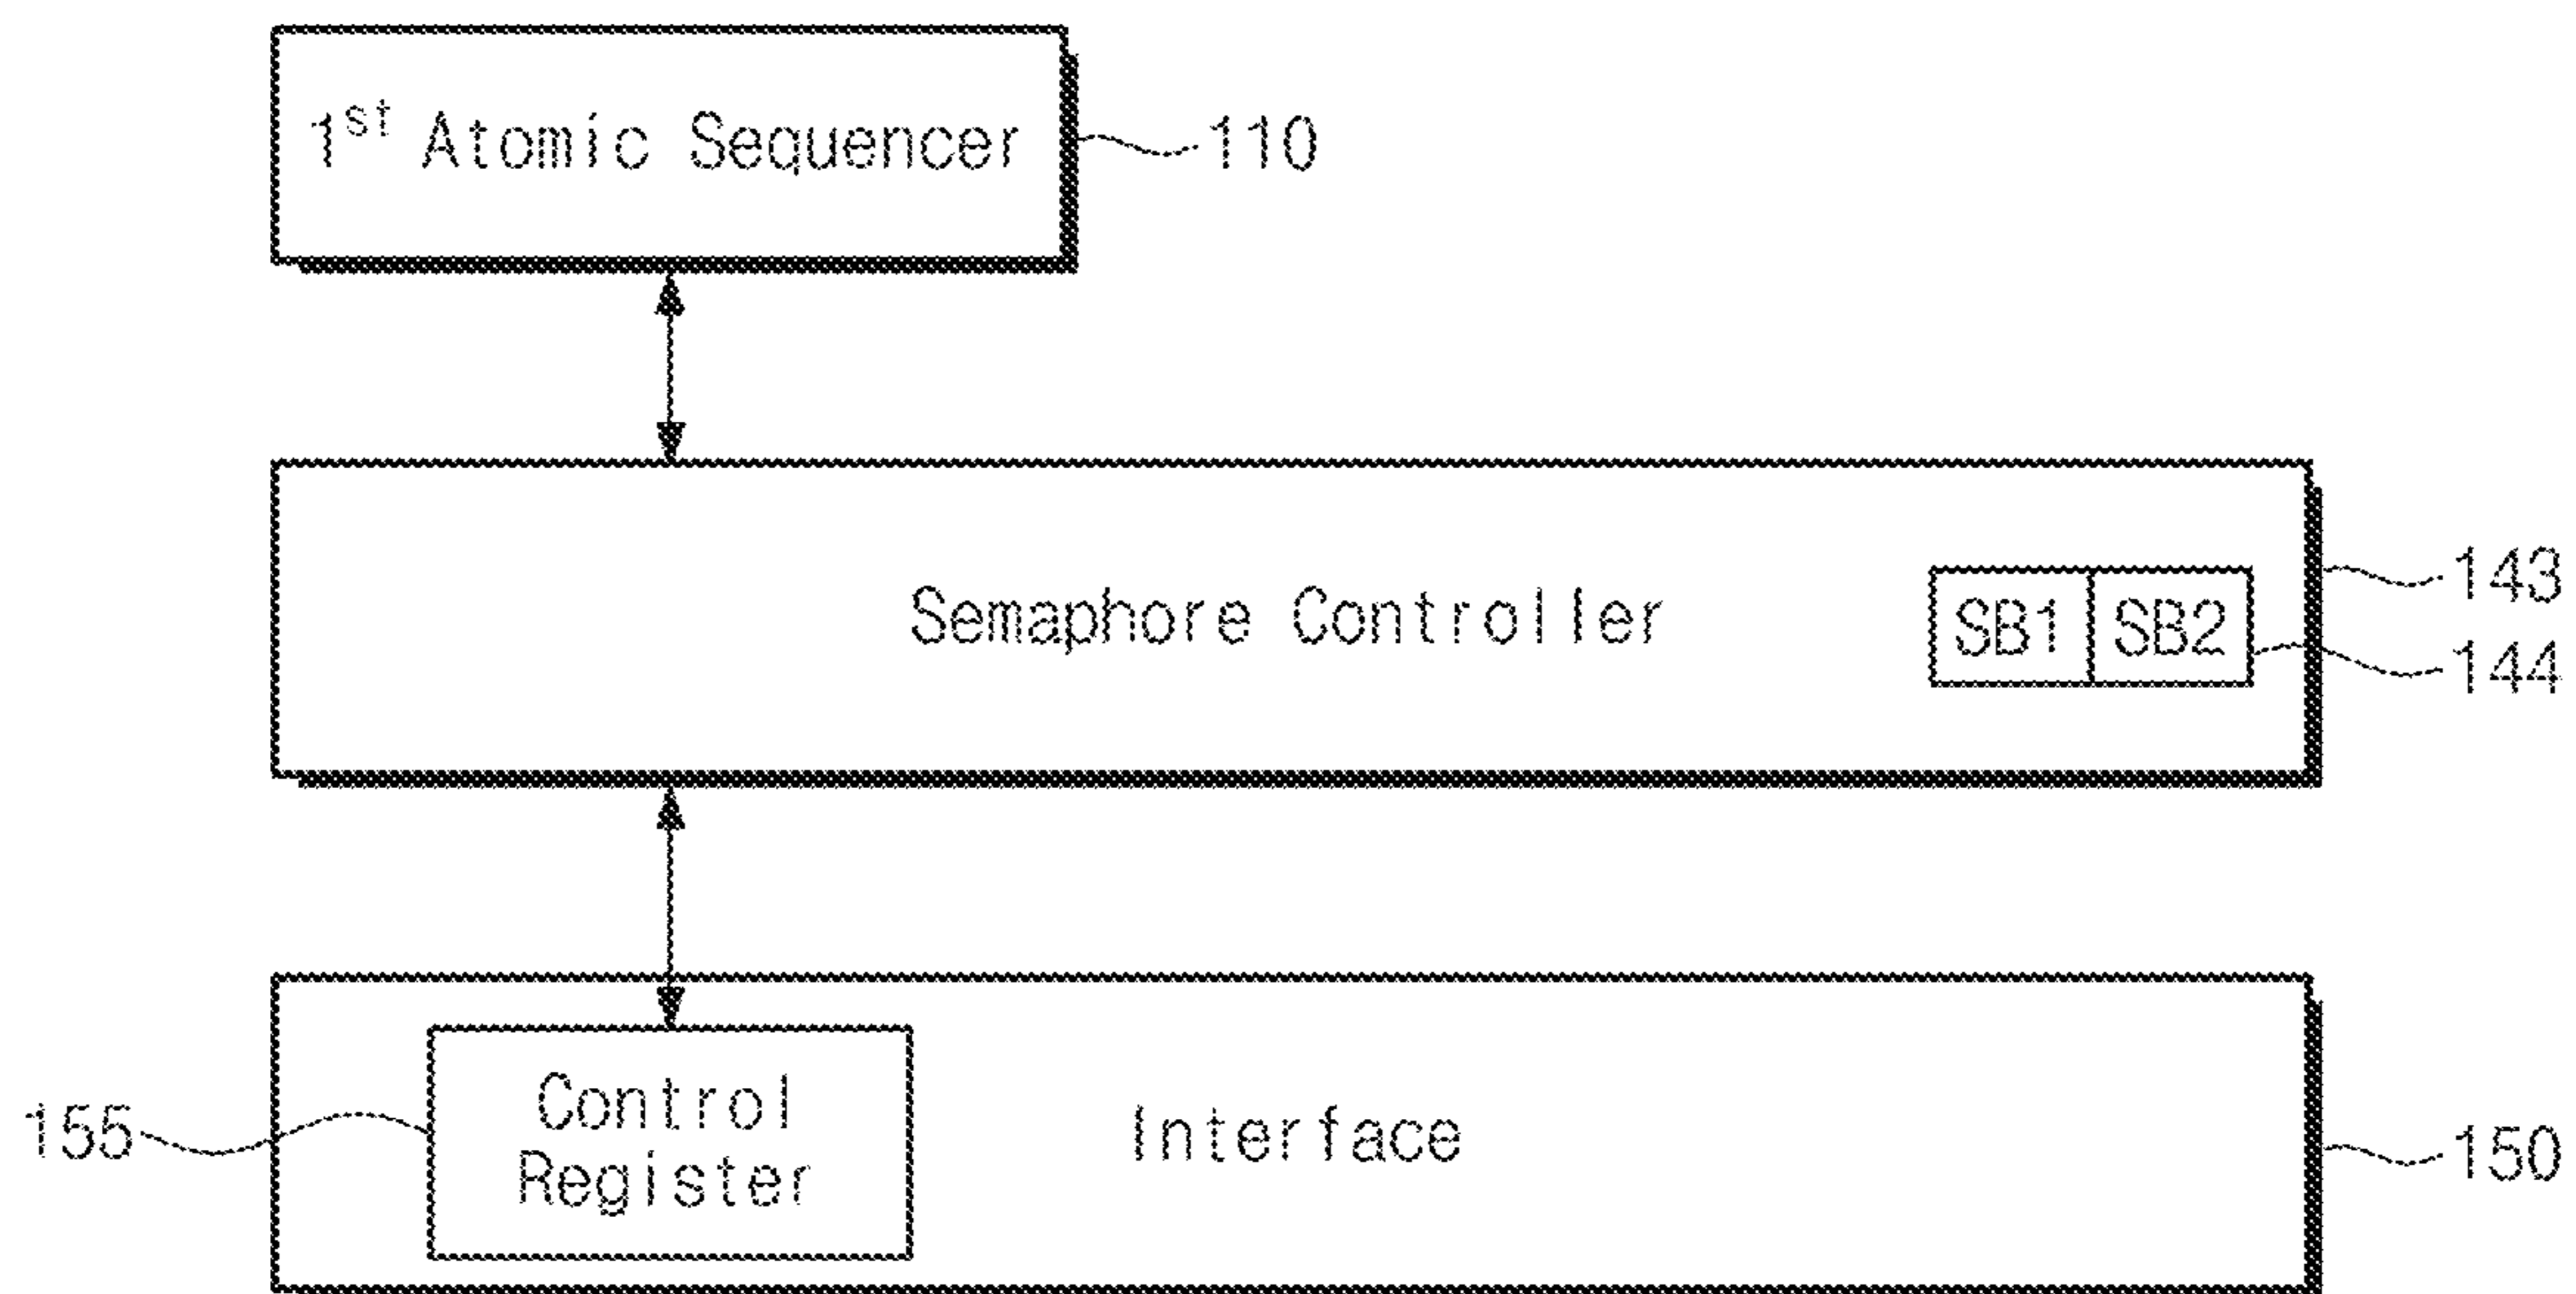 1st Atomic Sequencer
110
Semaphore Controller
SB1 SB2
143
144
Control
Register
Interface
155
150